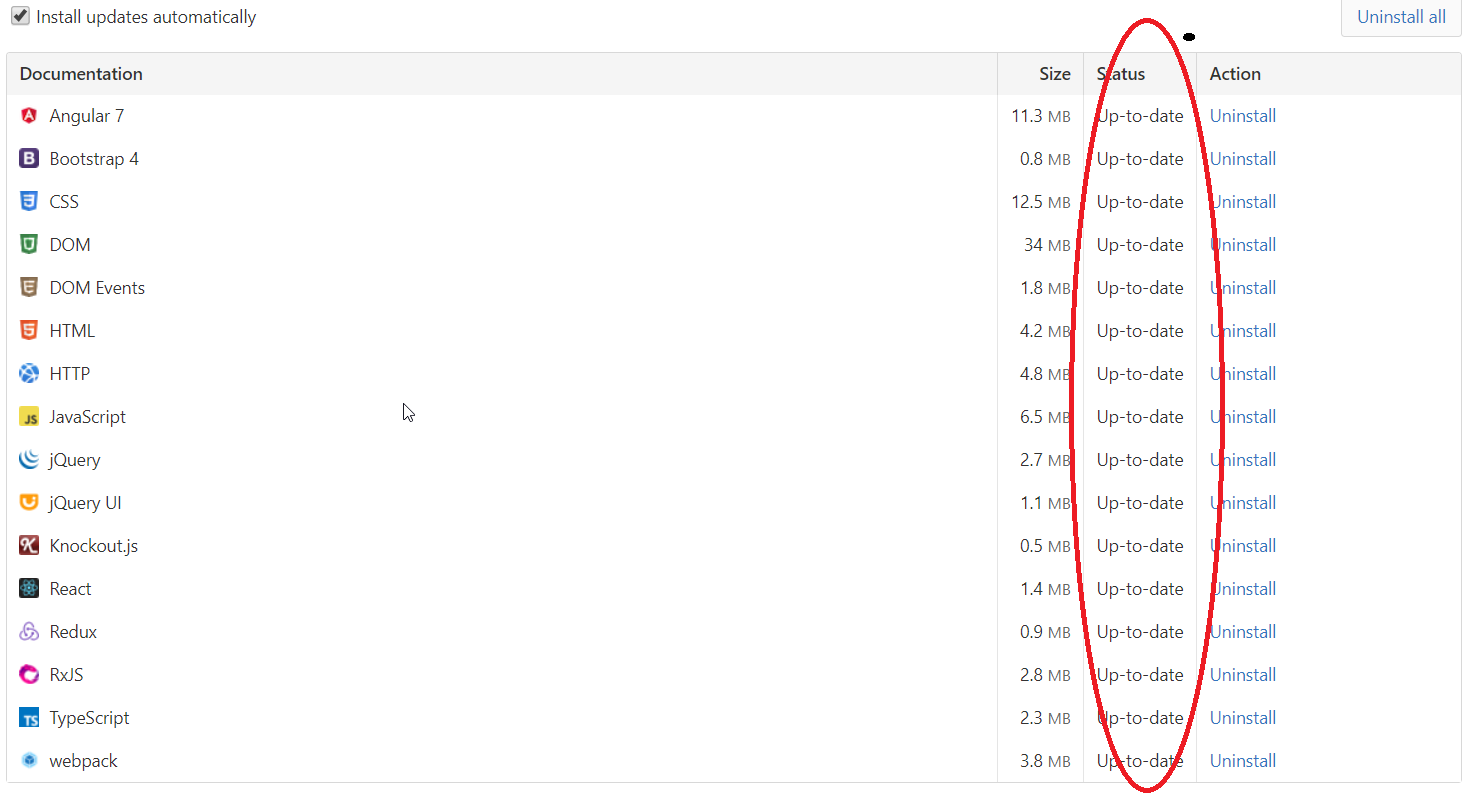 Install updates automatically Uninstall all
Documentation Size Status Action
Angular 7 11.3 MB Up-to-date Uninstall
Bootstrap 4 0.8 MB Up-to-date Uninstall
CSS 12.5 MB Up-to-date Uninstall
DOM 34 MB Up-to-date Uninstall
DOM Events 1.8 MB Up-to-date Uninstall
HTML 4.2 MB Up-to-date Uninstall
HTTP 4.8 MB Up-to-date Uninstall
JavaScript 6.5 MB Up-to-date Uninstall
jQuery 2.7 MB Up-to-date Uninstall
jQuery UI 1.1 MB Up-to-date Uninstall
Knockout.js 0.5 MB Up-to-date Uninstall
React 1.4 MB Up-to-date Uninstall
Redux 0.9 MB Up-to-date Uninstall
RxJS 2.8 MB Up-to-date Uninstall
TypeScript 2.3 MB Up-to-date Uninstall
webpack 3.8 MB Up-to-date Uninstall